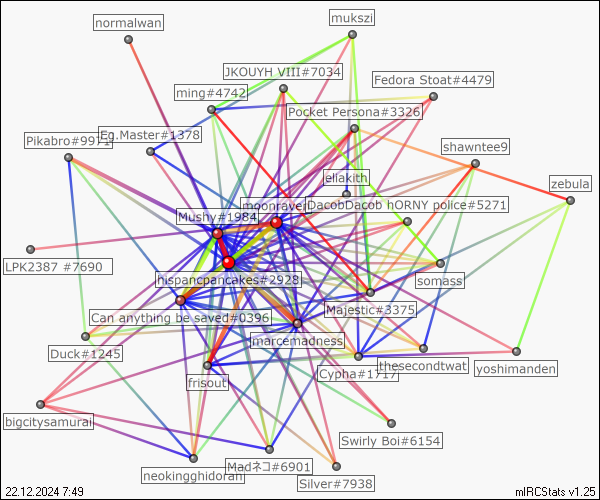 normalwan
mukszi
JKOUYH VIII#7034
Fedora Stoat#4479
ming#4742
Pocket Persona#3326
Eg.Master#1378
Pikabro#9971
shawntee9
ellakith
zebula
moonraven
DacobDacob hORNY police#5271
Mushy#1984
LPK2387 #7690
hispancpancakes#2928
somass
Can anything be saved#0396
Majestic#3375
Duck#1245
marcemadness
Cypha#1717
thesecondtwat
yoshimanden
frisout
bigcitysamurai
Swirly Boi#6154
neokingghidorah
Madネコ#6901
Silver#7938
22.12.2024 7:49
mIRCStats v1.25